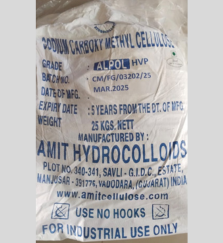 SODIUM CARBOXY METHYL CELLULOSE
GRADE : ALPOL HVP
BATCH NO. : CM/FG/03202/25
DATE OF MFG. : MAR.2025
EXPIRY DATE : 5 YEARS FROM THE DT. OF MFG.
WEIGHT : 25 KGS. NETT
MANUFACTURED BY :
AMIT HYDROCOLLOIDS
PLOT NO. 340-341, SAVLI - G.I.D.C., ESTATE,
MANJUSAR - 391775, VADODARA, (GUJARAT) INDIA
www.amitcellulose.com
USE NO HOOKS
FOR INDUSTRIAL USE ONLY